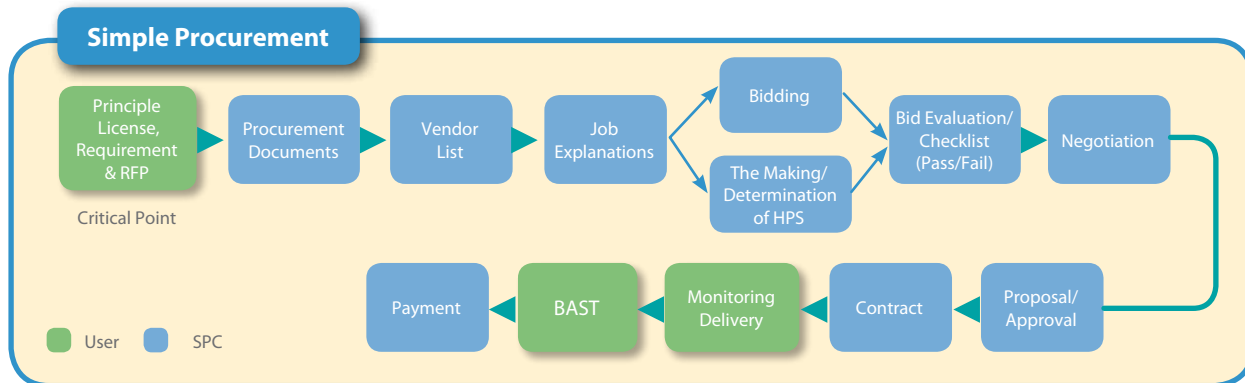 Simple Procurement
Principle
License,
Requirement
& RFP
Procurement
Documents
Vendor
List
Job
Explanations
Bidding
The Making/
Determination
of HPS
Bid Evaluation/
Checklist
(Pass/Fail)
Negotiation
Critical Point
Payment
BAST
Monitoring
Delivery
Contract
Proposal/
Approval
User
SPC